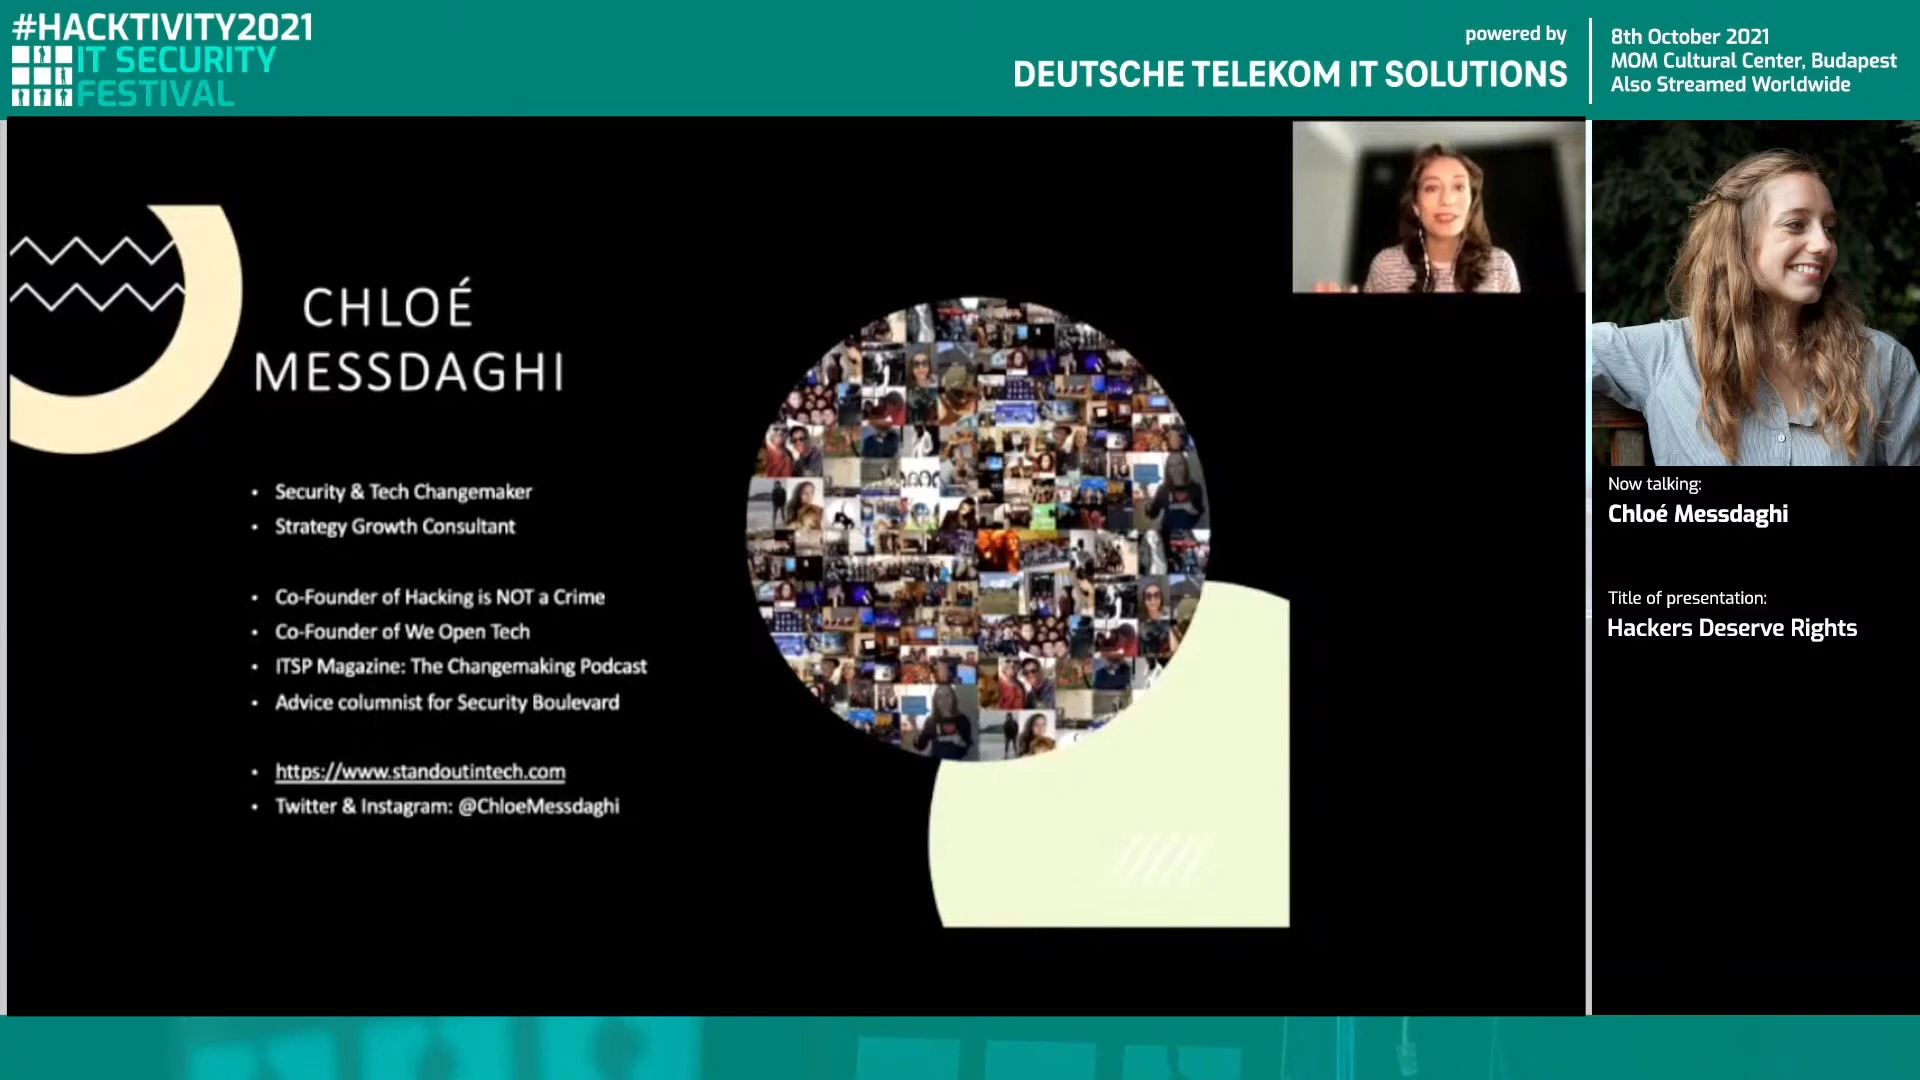 #HACKTIVITY2021
IT SECURITY
FESTIVAL
powered by
DEUTSCHE TELEKOM IT SOLUTIONS
8th October 2021
MOM Cultural Center, Budapest
Also Streamed Worldwide
CHLOÉ
MESSDAGHI
• Security & Tech Changemaker
• Strategy Growth Consultant
• Co-Founder of Hacking is NOT a Crime
• Co-Founder of We Open Tech
• ITSP Magazine: The Changemaking Podcast
• Advice columnist for Security Boulevard
• https://www.standoutintech.com
• Twitter & Instagram: @ChloeMessdaghi
Now talking:
Chloé Messdaghi
Title of presentation:
Hackers Deserve Rights